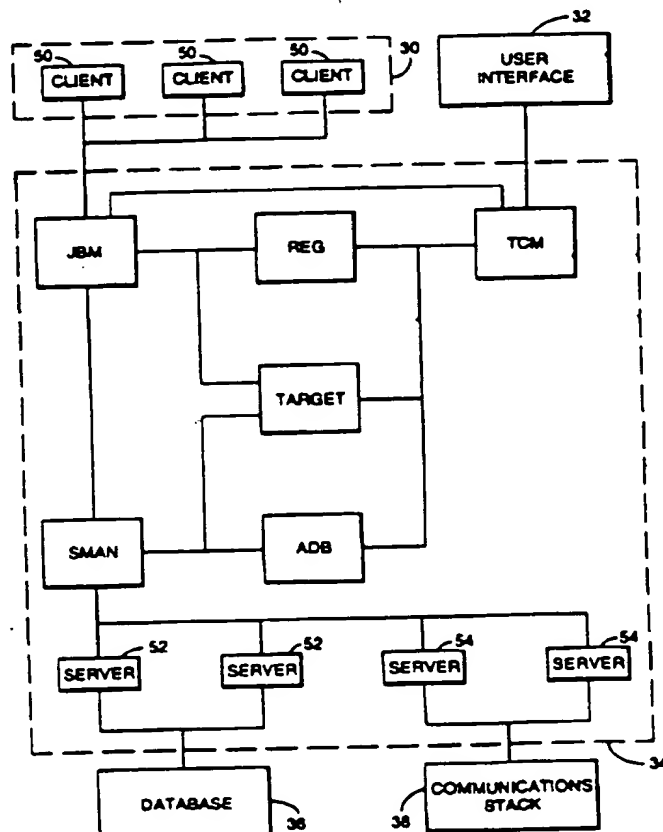 32
50
50
50
30
CLIENT
CLIENT
CLIENT
USER
INTERFACE
JBM
REG
TCM
TARGET
SMAN
ADB
52
52
54
54
SERVER
SERVER
SERVER
SERVER
34
DATABASE
36
COMMUNICATIONS
STACK
38